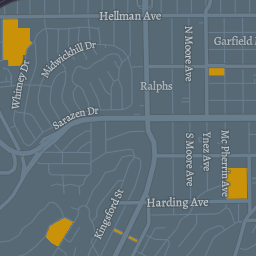 Hellman Ave
Garfield
N Moore Ave
Midwickhill Dr
Whitney Dr
Ralphs
Sarazen Dr
S Moore Ave
Ynez Ave
Mc Pherrin Ave
Kingsford St
Harding Ave